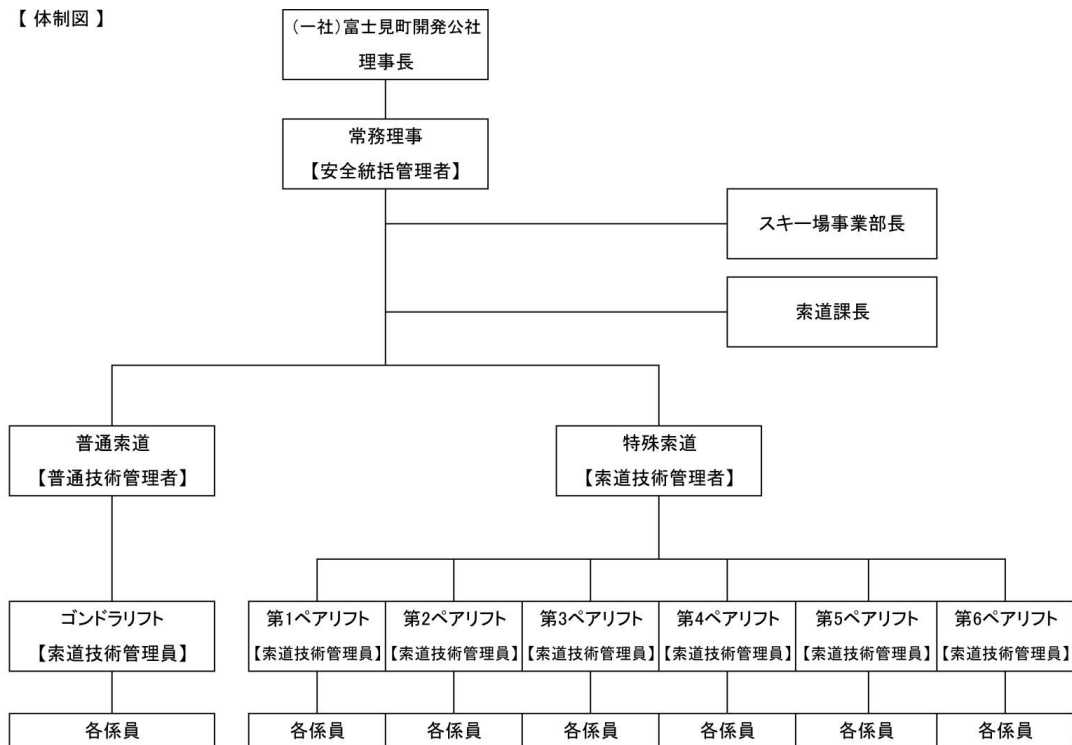 【 体制図 】
(一社)富士見町開発公社
理事長
常務理事
【安全統括管理者】
スキー場事業部長
索道課長
普通索道
【普通技術管理者】
特殊索道
【索道技術管理者】
ゴンドラリフト
【索道技術管理員】
第1ペアリフト
【索道技術管理員】
第2ペアリフト
【索道技術管理員】
第3ペアリフト
【索道技術管理員】
第4ペアリフト
【索道技術管理員】
第5ペアリフト
【索道技術管理員】
第6ペアリフト
【索道技術管理員】
各係員
各係員
各係員
各係員
各係員
各係員
各係員